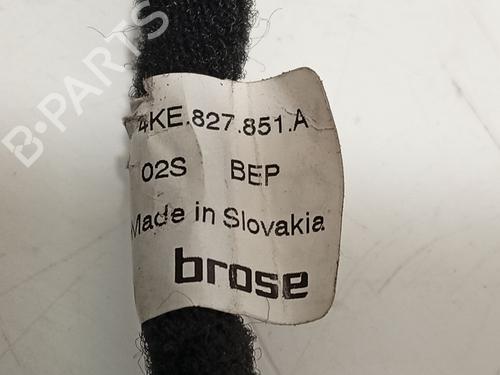 B-PARTS
4KE.827.851.A
02S BEP
Made in Slovakia
brose